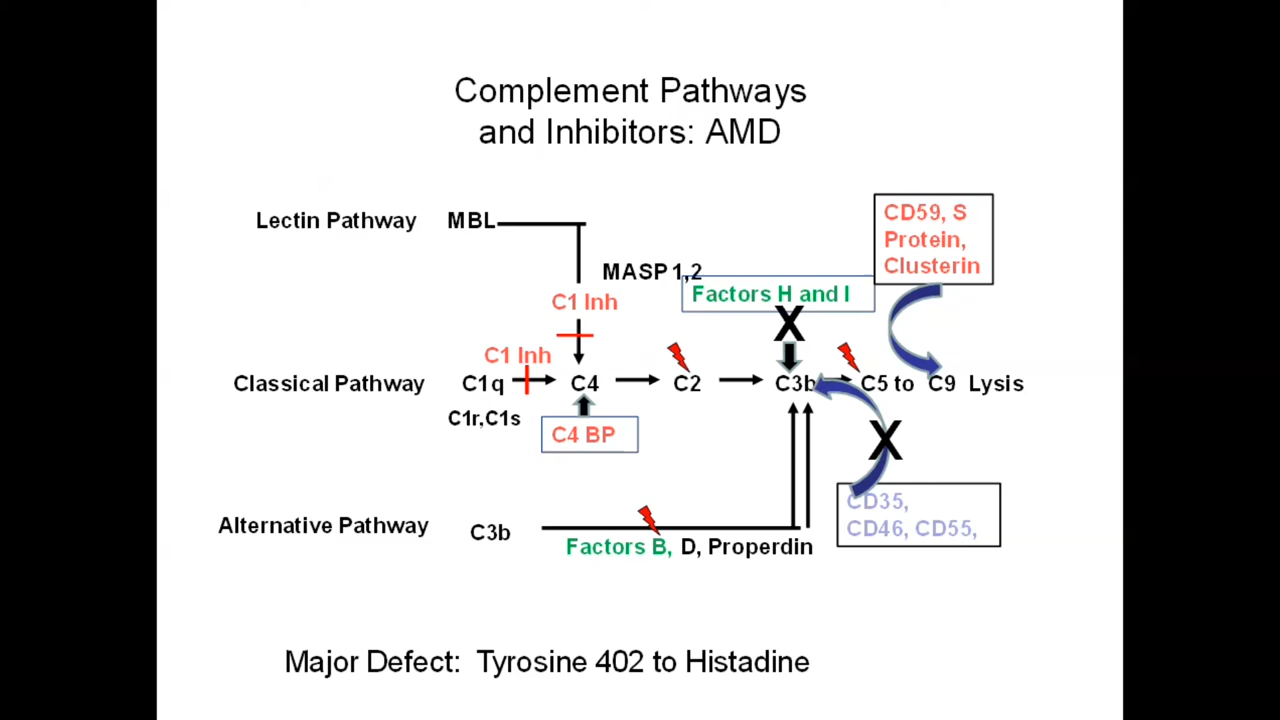 Complement Pathways
and Inhibitors: AMD
CD59, S
Protein,
Clusterin
Lectin Pathway MBL
MASP 1,2
Factors H and I
C1 Inh
X
C1 Inh
Classical Pathway C1q C4 C2 C3b C5 to C9 Lysis
C1r,C1s
C4 BP
X
CD35,
CD46, CD55,
Alternative Pathway C3b
Factors B, D, Properdin
Major Defect: Tyrosine 402 to Histadine